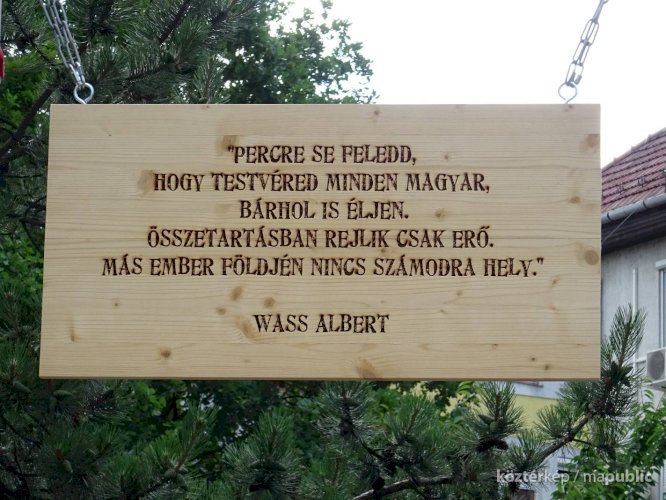 "PERCRE SE FELEDD,
HOGY TESTVÉRED MINDEN MAGYAR,
BÁRHOL IS ÉLJEN.
ÖSSZETARTÁSBAN REJLIK CSAK ERŐ.
MÁS EMBER FÖLDJÉN NINCS SZÁMODRA HELY."
WASS ALBERT
köztérkép / mapublic